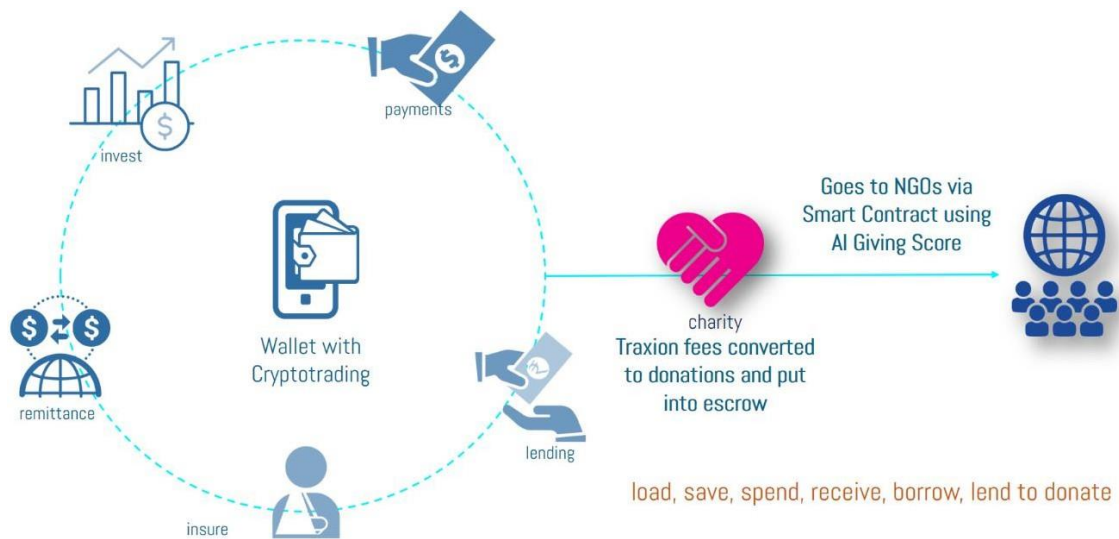 payments
invest
Goes to NGOs via
Smart Contract using
AI Giving Score
Wallet with
Cryptotrading
charity
Traxion fees converted
to donations and put
into escrow
remittance
lending
insure
load, save, spend, receive, borrow, lend to donate